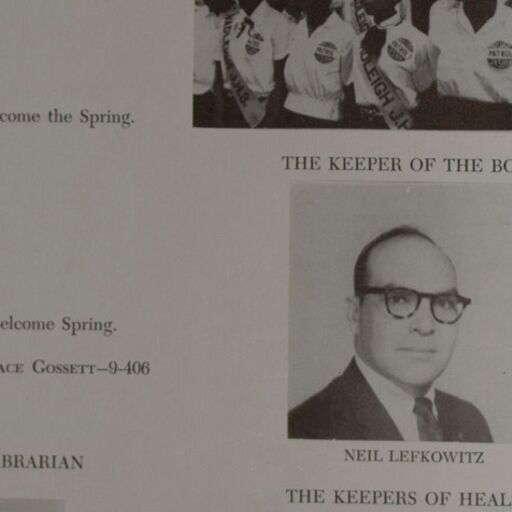 come the Spring.
elcome Spring.
ACE GOSSETT—9-406
BRARIAN
PATROL
PATROL
PATROL
DLEIGH J.H.
THE KEEPER OF THE BO
NEIL LEFKOWITZ
THE KEEPERS OF HEAL